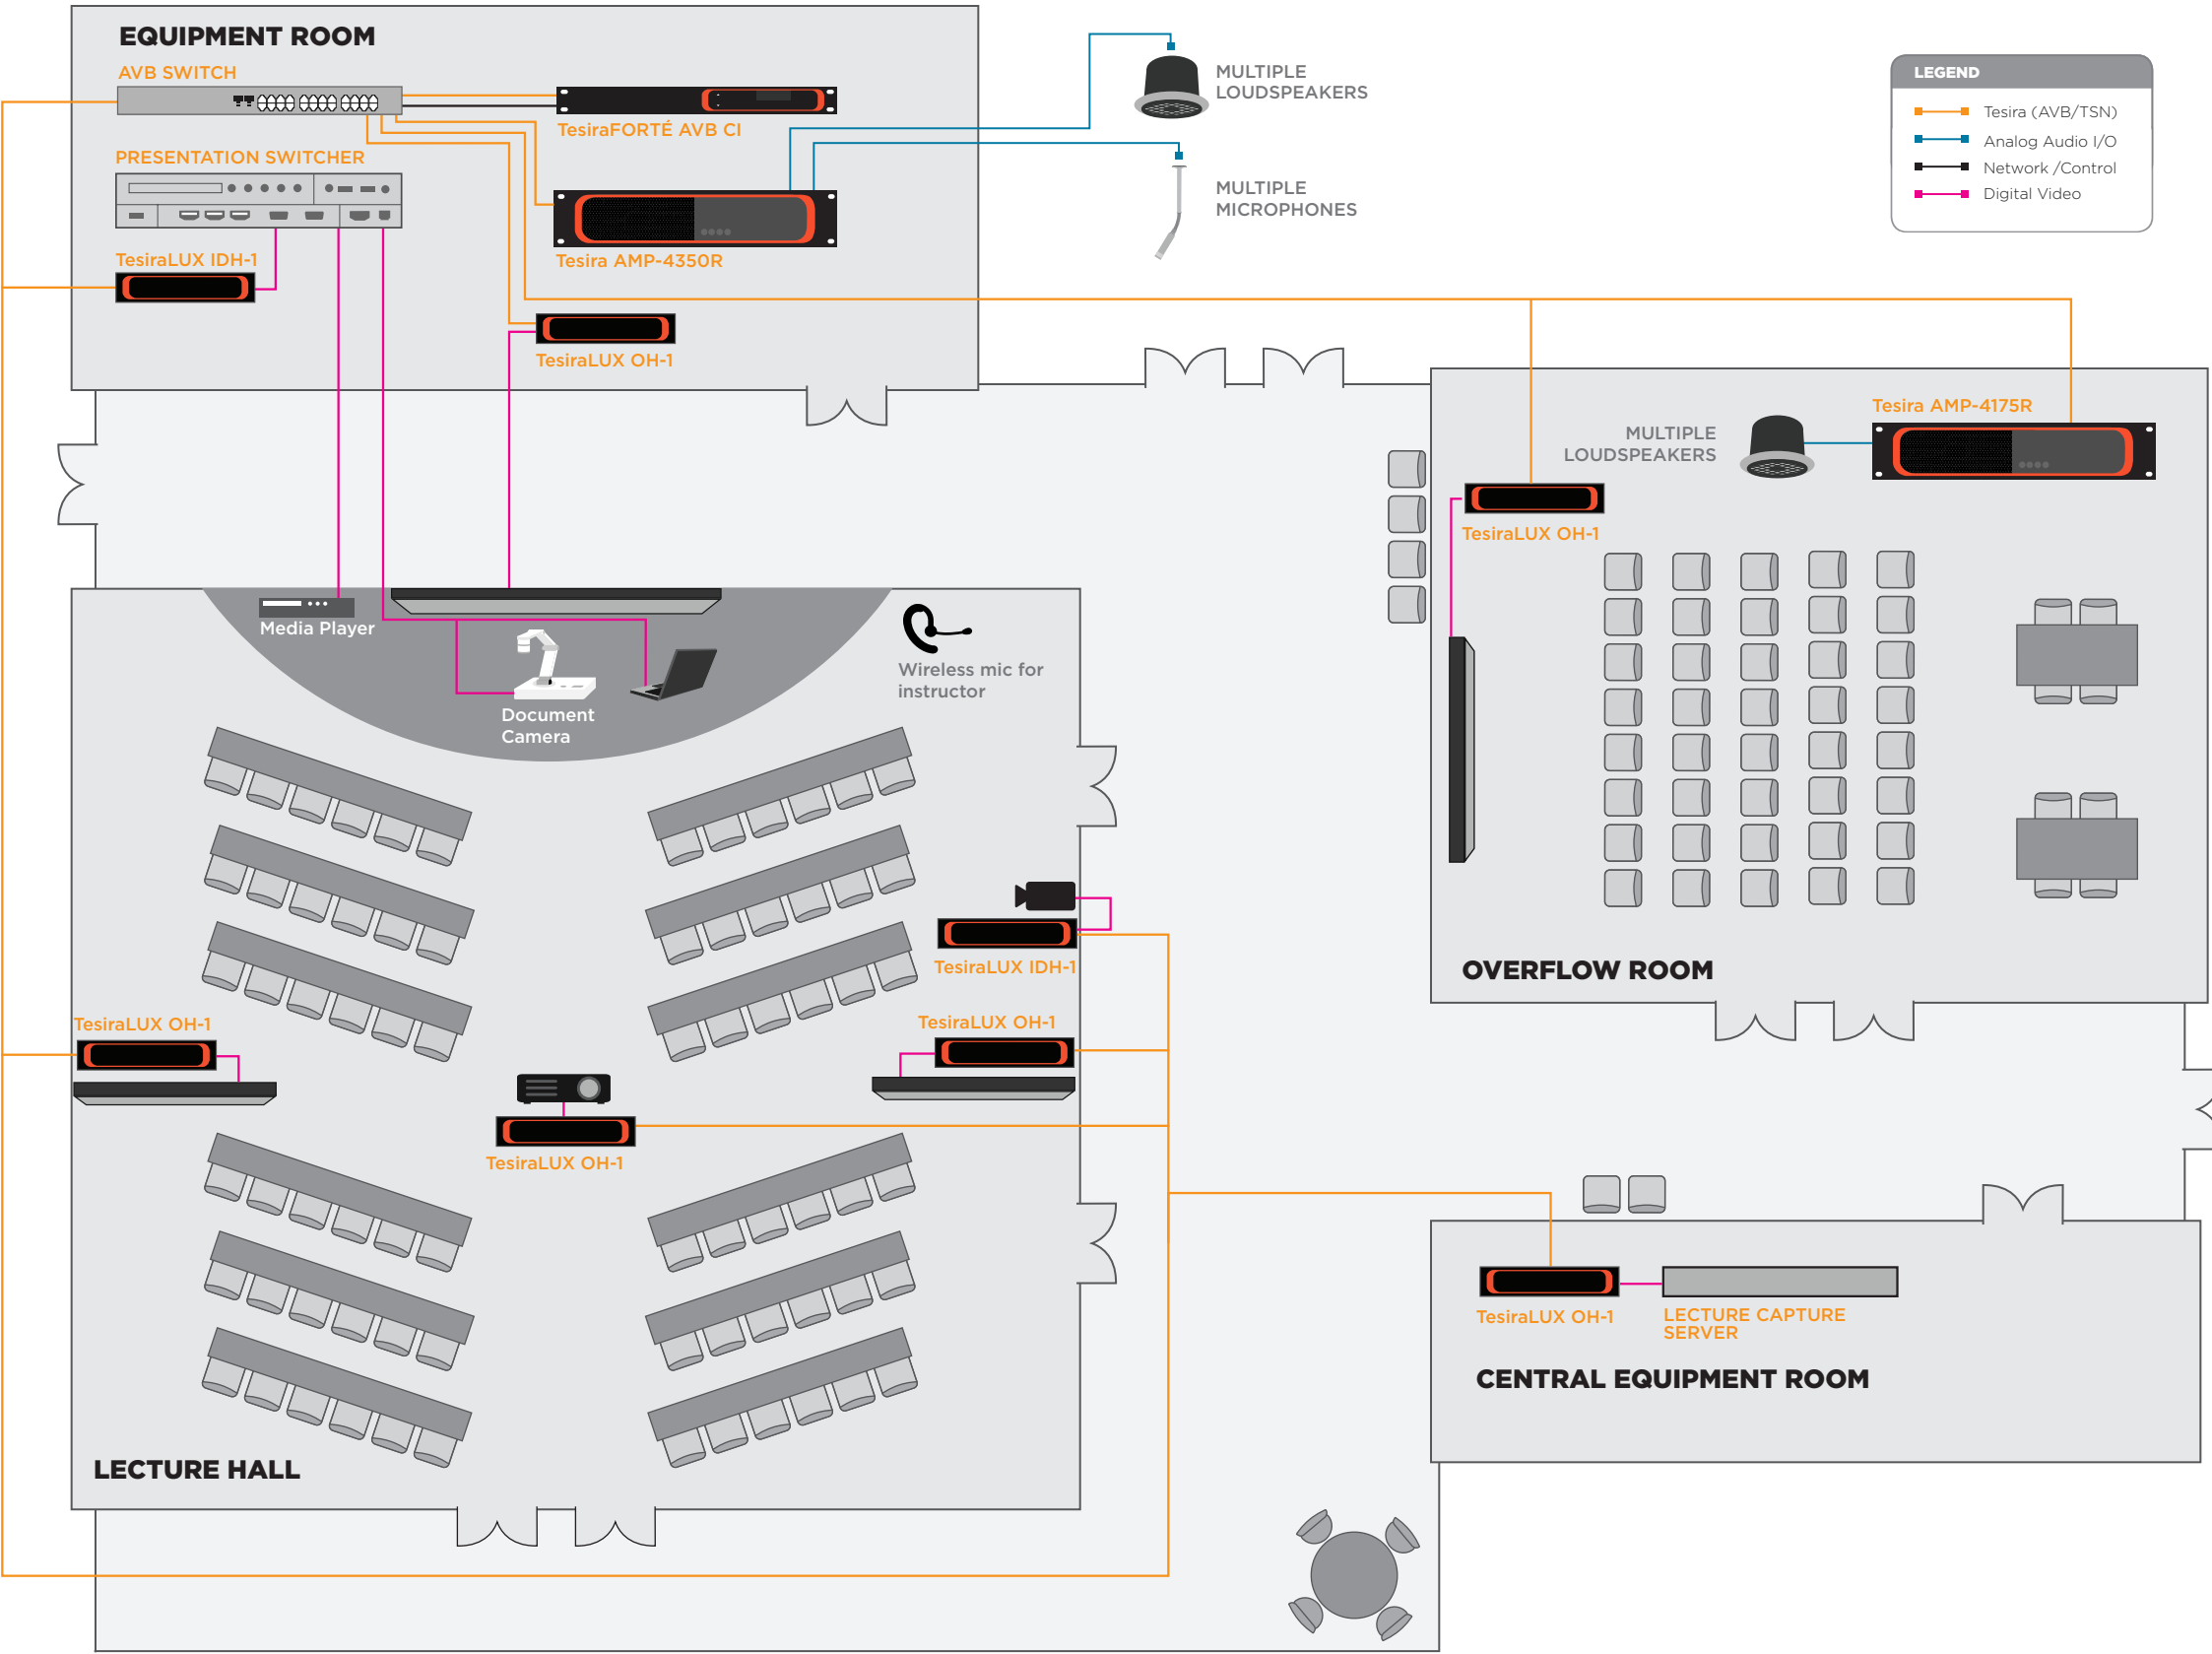 EQUIPMENT ROOM
AVB SWITCH
TesiraFORTÉ AVB CI
PRESENTATION SWITCHER
TesiraLUX IDH-1
Tesira AMP-4350R
TesiraLUX OH-1
MULTIPLE
LOUDSPEAKERS
MULTIPLE
MICROPHONES
LEGEND
Tesira (AVB/TSN)
Analog Audio I/O
Network /Control
Digital Video
Tesira AMP-4175R
MULTIPLE
LOUDSPEAKERS
TesiraLUX OH-1
OVERFLOW ROOM
Media Player
Document
Camera
Wireless mic for
instructor
TesiraLUX IDH-1
TesiraLUX OH-1
TesiraLUX OH-1
TesiraLUX OH-1
LECTURE HALL
TesiraLUX OH-1
LECTURE CAPTURE
SERVER
CENTRAL EQUIPMENT ROOM